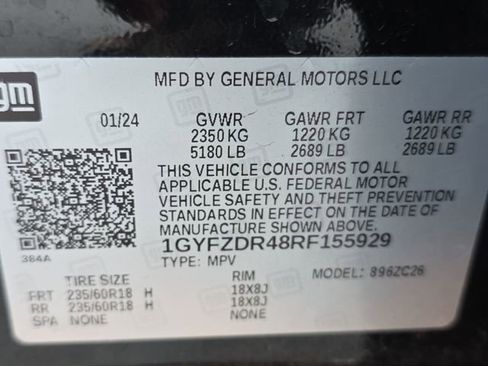 gm
MFD BY GENERAL MOTORS LLC
01/24 GVWR GAWR FRT GAWR RR
2350 KG 1220 KG 1220 KG
5180 LB 2689 LB 2689 LB
THIS VEHICLE CONFORMS TO ALL
APPLICABLE U.S. FEDERAL MOTOR
VEHICLE SAFETY AND THEFT PREVENTION
STANDARDS IN EFFECT ON THE DATE OF
MANUFACTURE SHOWN ABOVE.
1GYFZDR48RF155929
384A
TYPE: MPV MODEL: 896ZC26
TIRE SIZE RIM
FRT 235/60R18 H 18X8J
RR 235/60R18 H 18X8J
SPA NONE NONE